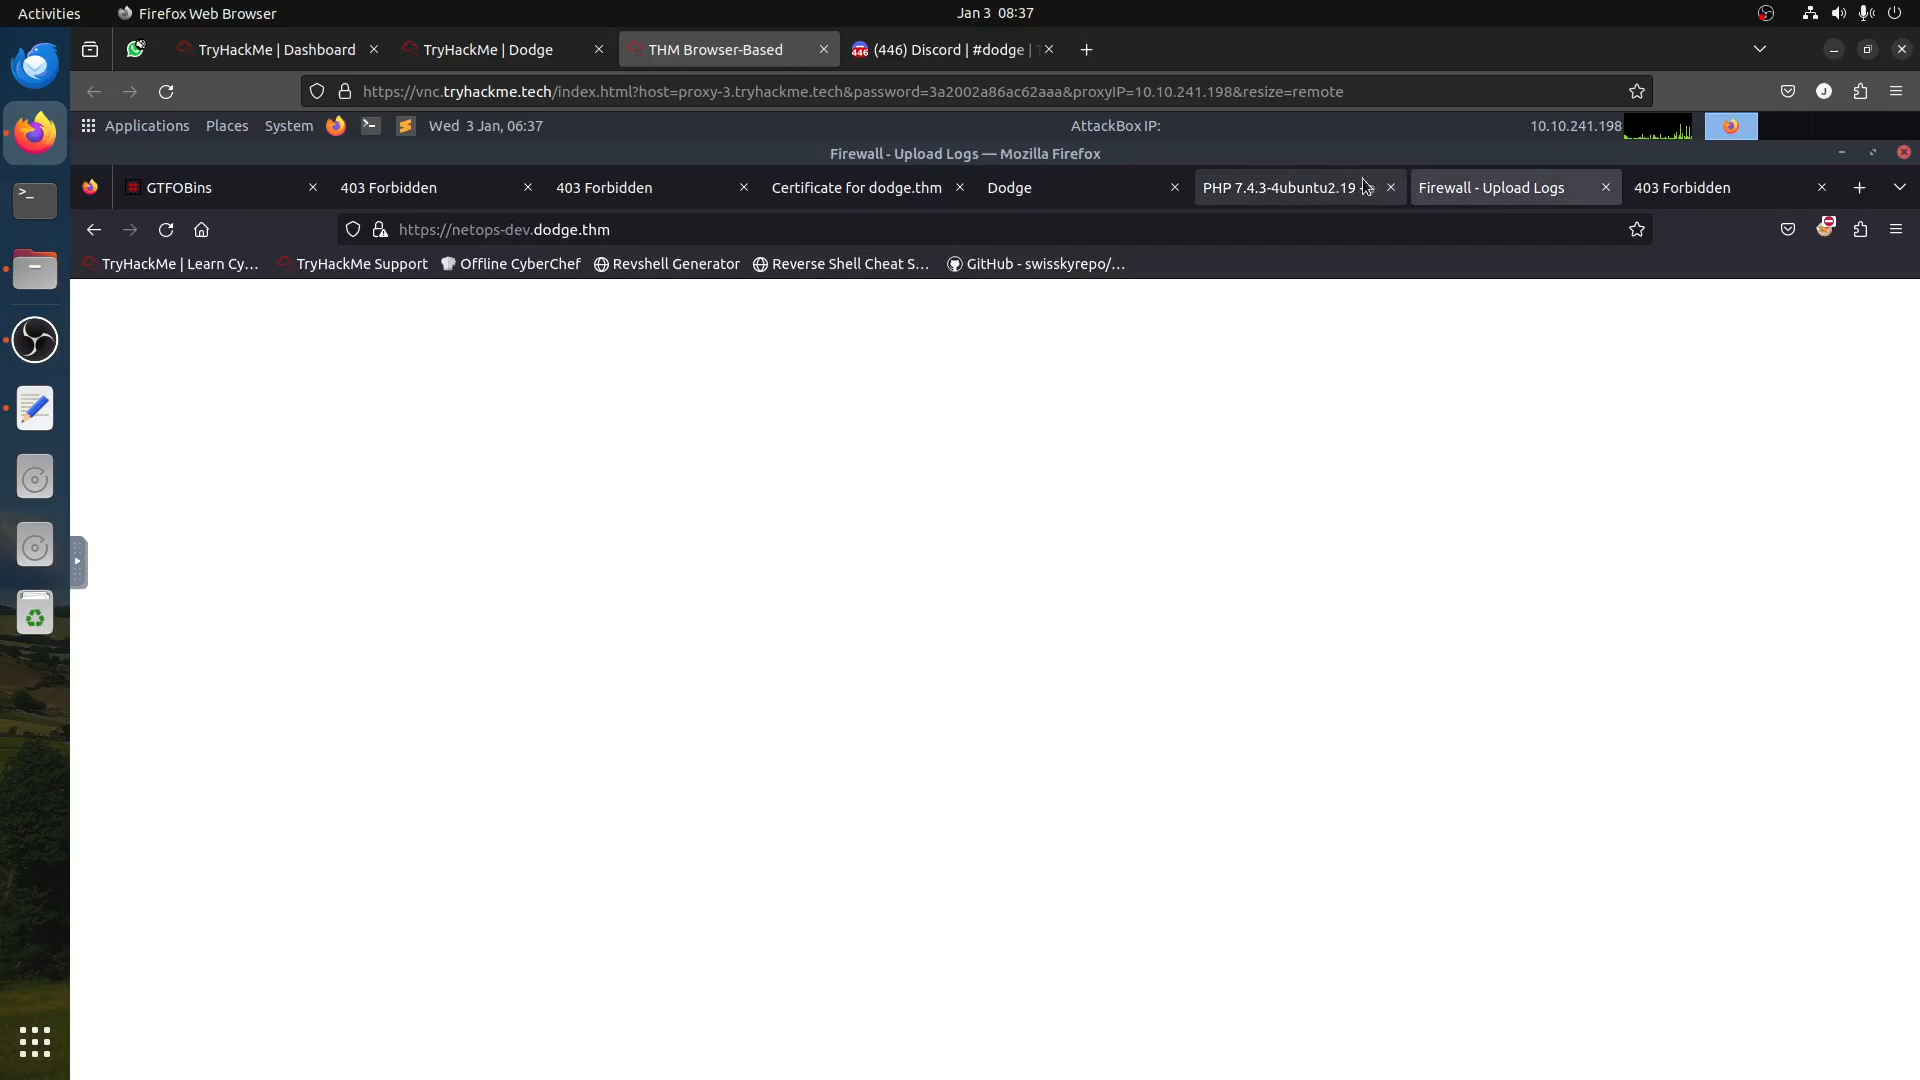 Activities
Firefox Web Browser
Jan 3 08:37
TryHackMe | Dashboard
TryHackMe | Dodge
THM Browser-Based
(446) Discord | #dodge |
https://vnc.tryhackme.tech/index.html?host=proxy-3.tryhackme.tech&password=3a2002a86ac62aaa&proxyIP=10.10.241.198&resize=remote
J
Applications
Places
System
Wed 3 Jan, 06:37
AttackBox IP:
10.10.241.198
Firewall - Upload Logs — Mozilla Firefox
GTFOBins
403 Forbidden
403 Forbidden
Certificate for dodge.thm
Dodge
PHP 7.4.3-4ubuntu2.19
Firewall - Upload Logs
403 Forbidden
https://netops-dev.dodge.thm
TryHackMe | Learn Cy...
TryHackMe Support
Offline CyberChef
Revshell Generator
Reverse Shell Cheat S...
GitHub - swisskyrepo/...